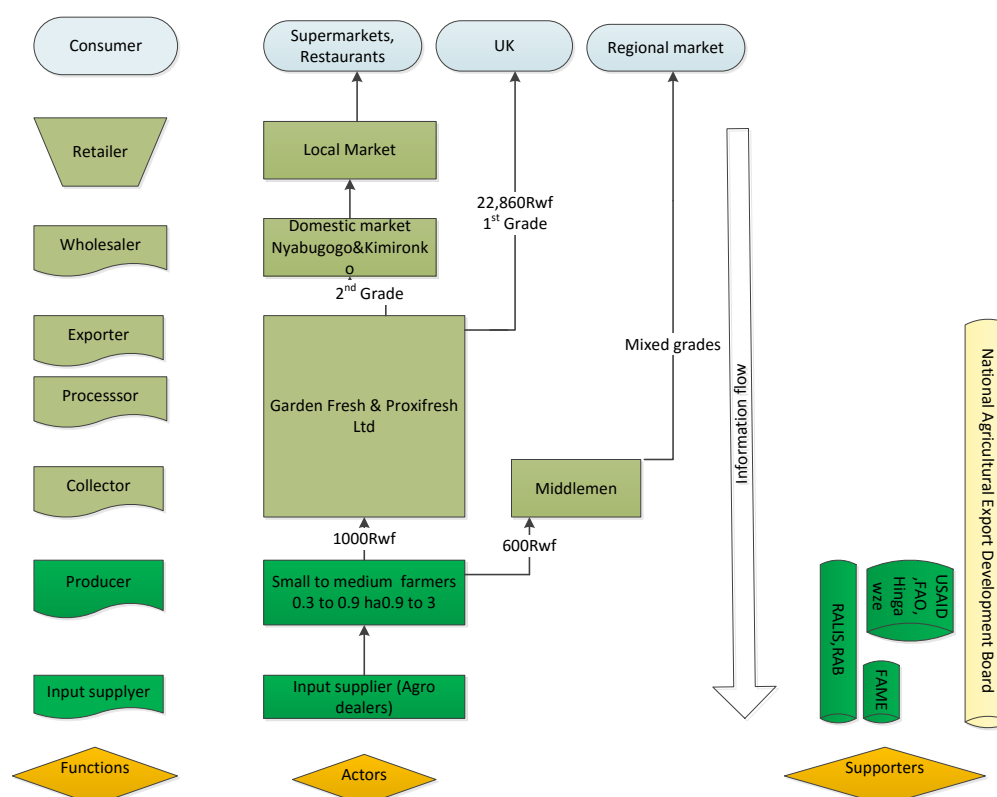 Consumer
Supermarkets,
Restaurants
UK
Regional market
Retailer
Local Market
22,860Rwf
1st Grade
Wholesaler
Domestic market
Nyabugogo&Kimironk
o
2nd Grade
Exporter
Mixed grades
Processsor
Garden Fresh & Proxifresh
Ltd
Collector
Middlemen
1000Rwf
600Rwf
Producer
Small to medium farmers
0.3 to 0.9 ha0.9 to 3
Input supplyer
Input supplier (Agro
dealers)
Information flow
RALIS,RAB
USAID
,FAO,
Hinga
wze
FAME
National Agricultural Export Development Board
Functions
Actors
Supporters